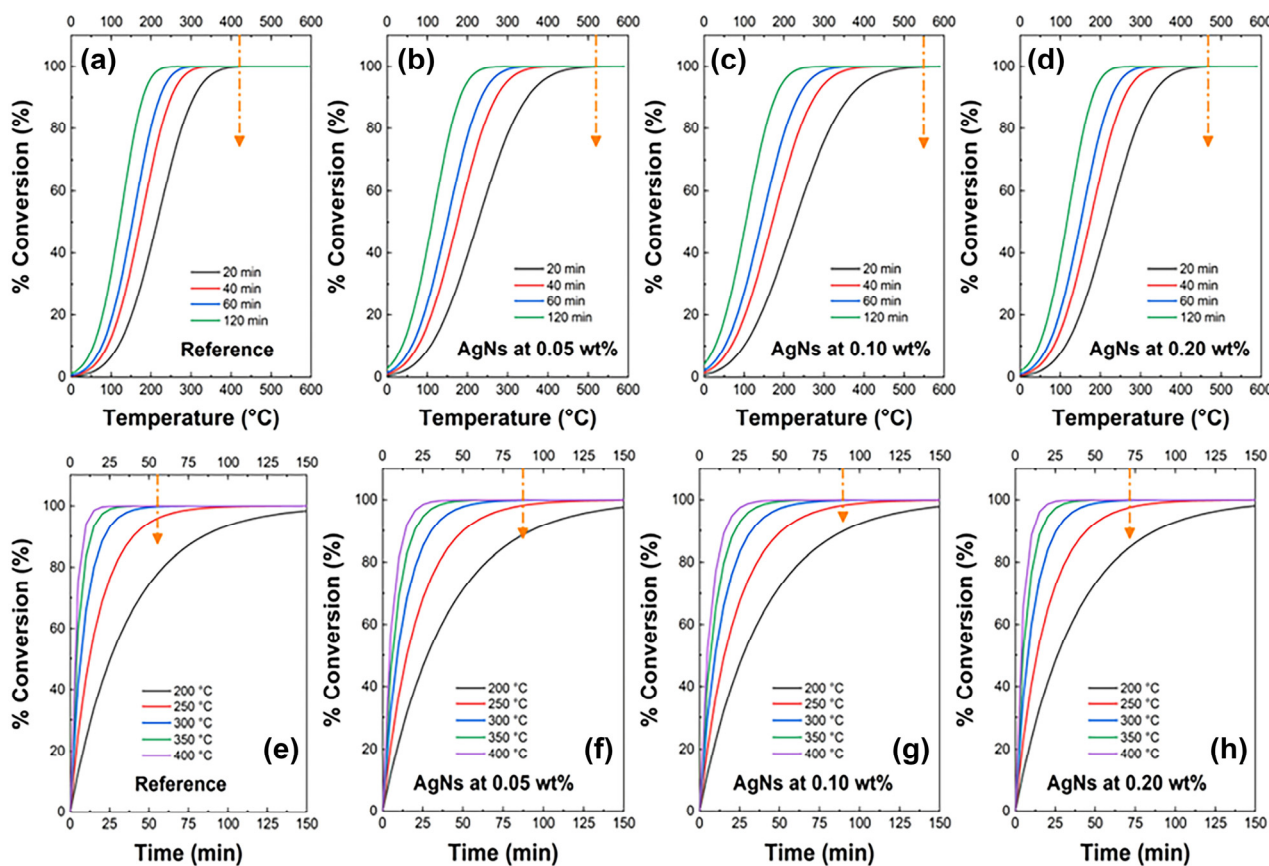 0 100 200 300 400 500 600
0 100 200 300 400 500 600
0 100 200 300 400 500 600
0 100 200 300 400 500 600
(a)
(b)
(c)
(d)
% Conversion (%)
100
80
60
40
20
0
20 min
40 min
60 min
120 min
Reference
0 100 200 300 400 500 600
Temperature (°C)
% Conversion (%)
100
80
60
40
20
0
20 min
40 min
60 min
120 min
AgNs at 0.05 wt%
0 100 200 300 400 500 600
Temperature (°C)
% Conversion (%)
100
80
60
40
20
0
20 min
40 min
60 min
120 min
AgNs at 0.10 wt%
0 100 200 300 400 500 600
Temperature (°C)
% Conversion (%)
100
80
60
40
20
0
20 min
40 min
60 min
120 min
AgNs at 0.20 wt%
0 100 200 300 400 500 600
Temperature (°C)
0 25 50 75 100 125 150
0 25 50 75 100 125 150
0 25 50 75 100 125 150
0 25 50 75 100 125 150
% Conversion (%)
100
80
60
40
20
0
200 °C
250 °C
300 °C
350 °C
400 °C
(e)
Reference
0 25 50 75 100 125 150
Time (min)
% Conversion (%)
100
80
60
40
20
0
200 °C
250 °C
300 °C
350 °C
400 °C
(f)
AgNs at 0.05 wt%
0 25 50 75 100 125 150
Time (min)
% Conversion (%)
100
80
60
40
20
0
200 °C
250 °C
300 °C
350 °C
400 °C
(g)
AgNs at 0.10 wt%
0 25 50 75 100 125 150
Time (min)
% Conversion (%)
100
80
60
40
20
0
200 °C
250 °C
300 °C
350 °C
400 °C
(h)
AgNs at 0.20 wt%
0 25 50 75 100 125 150
Time (min)